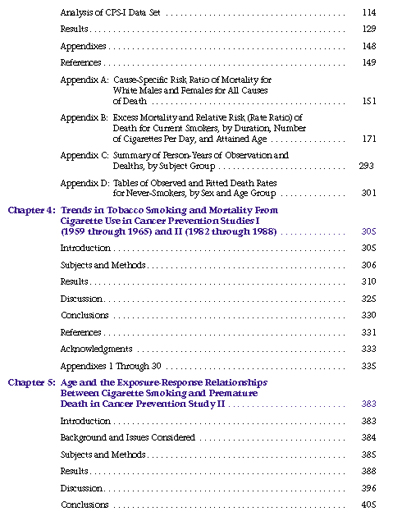 Analysis of CPS-I Data Set . . . . . . . . . . . . . . . . . . . . . . . . . . . . . . . . . 114
Results . . . . . . . . . . . . . . . . . . . . . . . . . . . . . . . . . . . . . . . . . . . . . . . . 129
Appendixes . . . . . . . . . . . . . . . . . . . . . . . . . . . . . . . . . . . . . . . . . . . . 148
References . . . . . . . . . . . . . . . . . . . . . . . . . . . . . . . . . . . . . . . . . . . . . 149
Appendix A: Cause-Specific Risk Ratio of Mortality for
White Males and Females for All Causes
of Death . . . . . . . . . . . . . . . . . . . . . . . . . . . . . . . . . . . . 151
Appendix B: Excess Mortality and Relative Risk (Rate Ratio) of
Death for Current Smokers, by Duration, Number
of Cigarettes Per Day, and Attained Age . . . . . . . . . . . . . . 171
Appendix C: Summary of Person-Years of Observation and
Dealths, by Subject Group . . . . . . . . . . . . . . . . . . . . . . . 293
Appendix D: Tables of Observed and Fitted Death Rates
for Never-Smokers, by Sex and Age Group . . . . . . . . . . . . 301
Chapter 4: Trends in Tobacco Smoking and Mortality From
Cigarette Use in Cancer Prevention Studies I
(1959 through 1965) and II (1982 through 1988) . . . . . . . . . . . . . . 305
Introduction . . . . . . . . . . . . . . . . . . . . . . . . . . . . . . . . . . . . . . . . . . . 305
Subjects and Methods . . . . . . . . . . . . . . . . . . . . . . . . . . . . . . . . . . . . 306
Results . . . . . . . . . . . . . . . . . . . . . . . . . . . . . . . . . . . . . . . . . . . . . . . . 310
Discussion . . . . . . . . . . . . . . . . . . . . . . . . . . . . . . . . . . . . . . . . . . . . . 325
Conclusions . . . . . . . . . . . . . . . . . . . . . . . . . . . . . . . . . . . . . . . . . . . . 330
References . . . . . . . . . . . . . . . . . . . . . . . . . . . . . . . . . . . . . . . . . . . . . 331
Acknowledgments . . . . . . . . . . . . . . . . . . . . . . . . . . . . . . . . . . . . . . . 333
Appendixes 1 Through 30 . . . . . . . . . . . . . . . . . . . . . . . . . . . . . . . . . 335
Chapter 5: Age and the Exposure-Response Relationships
Between Cigarette Smoking and Premature
Death in Cancer Prevention Study II . . . . . . . . . . . . . . . . . . . . . . . . 383
Introduction . . . . . . . . . . . . . . . . . . . . . . . . . . . . . . . . . . . . . . . . . . . 383
Background and Issues Considered . . . . . . . . . . . . . . . . . . . . . . . . . . 384
Subjects and Methods . . . . . . . . . . . . . . . . . . . . . . . . . . . . . . . . . . . . 385
Results . . . . . . . . . . . . . . . . . . . . . . . . . . . . . . . . . . . . . . . . . . . . . . . . 388
Discussion . . . . . . . . . . . . . . . . . . . . . . . . . . . . . . . . . . . . . . . . . . . . . 396
Conclusions . . . . . . . . . . . . . . . . . . . . . . . . . . . . . . . . . . . . . . . . . . . . 405